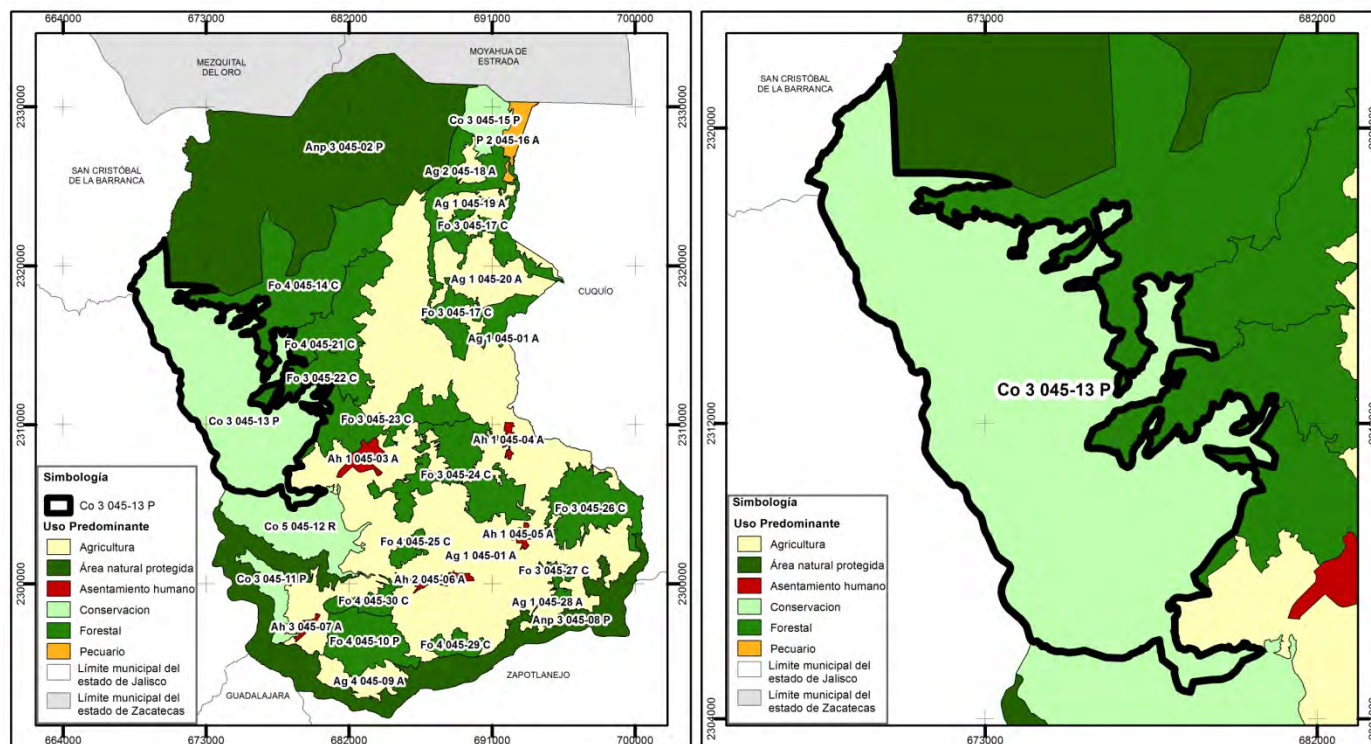 664000 673000 682000 691000 700000
MEZQUITAL
DEL ORO
MOYAHUA DE
ESTRADA
2330000
2330000
Co 3 045-15 P
P 2 045-16 A
Anp 3 045-02 P
SAN CRISTÓBAL
DE LA BARRANCA
Ag 2 045-18 A
Ag 1 045-19 A
Fo 3 045-17 C
2320000
2320000
Fo 4 045-14 C
Ag 1 045-20 A
CUQUÍO
Fo 3 045-17 C
Fo 4 045-21 C
Ag 1 045-01 A
Fo 3 045-22 C
Co 3 045-13 P
Fo 3 045-23 C
2310000
2310000
Ah 1 045-04 A
Ah 1 045-03 A
Fo 3 045-24 C
Fo 3 045-26 C
Co 5 045-12 R
Ah 1 045-05 A
Fo 4 045-25 C
Ag 1 045-01 A
Fo 3 045-27 C
2300000
2300000
Co 3 045-11 P
Ah 2 045-06 A
Fo 4 045-30 C
Ag 1 045-28 A
Ah 3 045-07 A
Anp 3 045-08 P
Fo 4 045-10 P
Fo 4 045-29 C
ZAPOTLANEJO
Ag 4 045-09 A
GUADALAJARA
Simbología
Co 3 045-13 P
Uso Predominante
Agricultura
Área natural protegida
Asentamiento humano
Conservacion
Forestal
Pecuario
Límite municipal del
estado de Jalisco
Límite municipal del
estado de Zacatecas
664000 673000 682000 691000 700000
673000 682000
SAN CRISTÓBAL
DE LA BARRANCA
2320000
Co 3 045-13 P
2312000
2304000
Simbología
Uso Predominante
Agricultura
Área natural protegida
Asentamiento humano
Conservacion
Forestal
Pecuario
Límite municipal del
estado de Jalisco
Límite municipal del
estado de Zacatecas
673000 682000